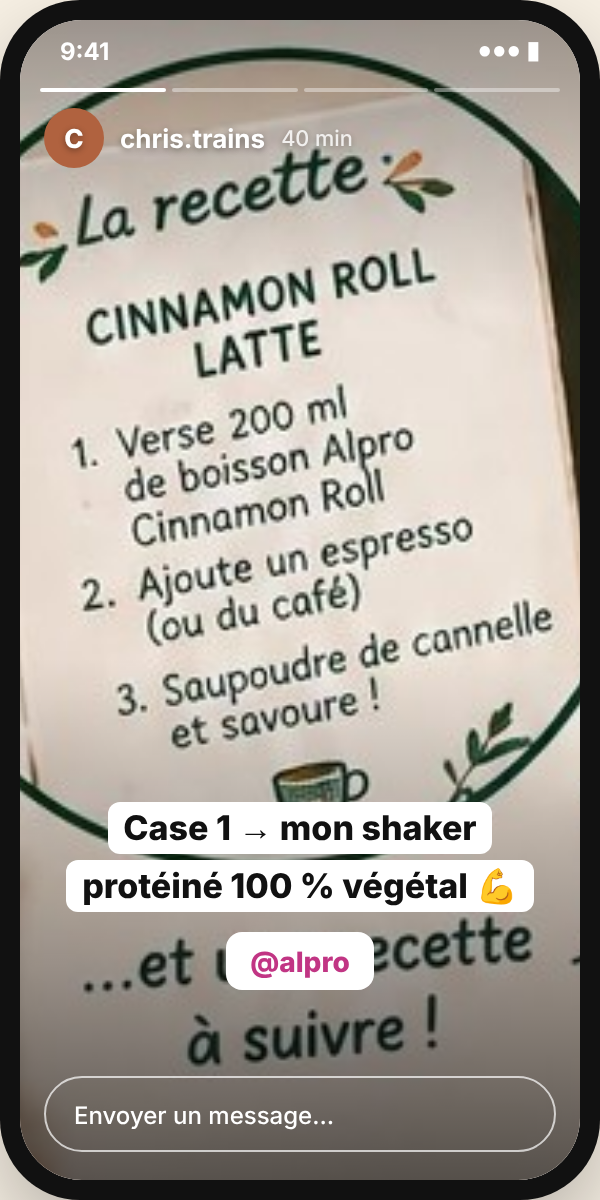 9:41
C chris.trains 40 min
La recette
CINNAMON ROLL
LATTE
1. Verse 200 ml
de boisson Alpro
Cinnamon Roll
2. Ajoute un espresso
(ou du café)
3. Saupoudre de cannelle
et savoure !
Case 1 → mon shaker
protéiné 100 % végétal 💪
@alpro
...et
à suivre !
Envoyer un message...